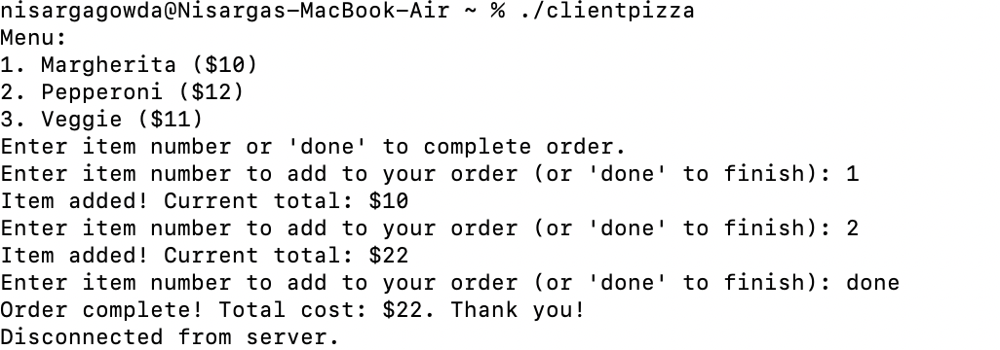 nisargagowda@Nisargas-MacBook-Air ~ % ./clientpizza
Menu:
1. Margherita ($10)
2. Pepperoni ($12)
3. Veggie ($11)
Enter item number or 'done' to complete order.
Enter item number to add to your order (or 'done' to finish): 1
Item added! Current total: $10
Enter item number to add to your order (or 'done' to finish): 2
Item added! Current total: $22
Enter item number to add to your order (or 'done' to finish): done
Order complete! Total cost: $22. Thank you!
Disconnected from server.